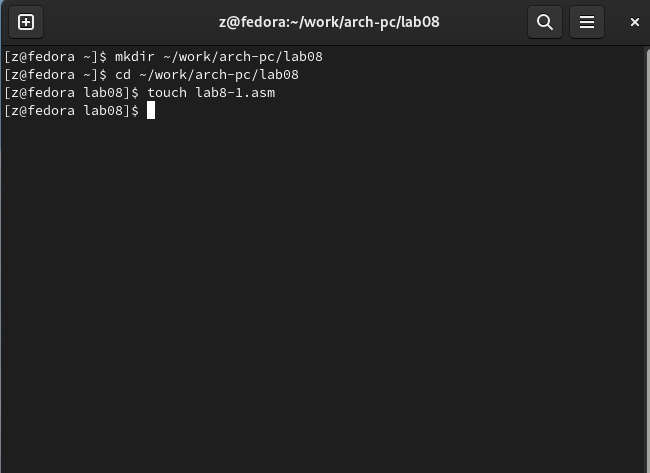 z@fedora:~/work/arch-pc/lab08
[z@fedora ~]$ mkdir ~/work/arch-pc/lab08
[z@fedora ~]$ cd ~/work/arch-pc/lab08
[z@fedora lab08]$ touch lab8-1.asm
[z@fedora lab08]$